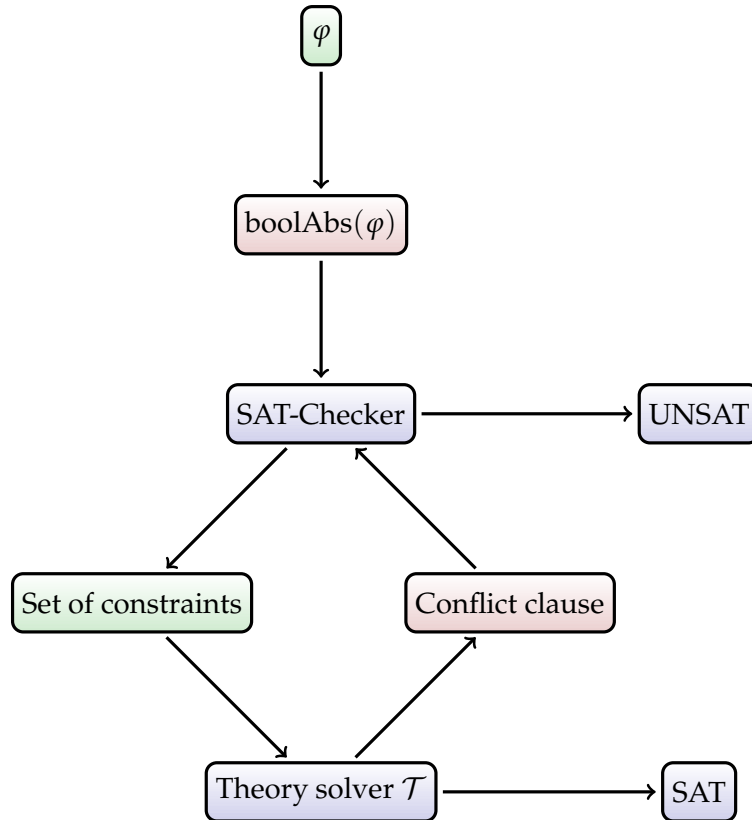 φ
boolAbs(φ)
SAT-Checker
UNSAT
Set of constraints
Conflict clause
Theory solver 𝒯
SAT